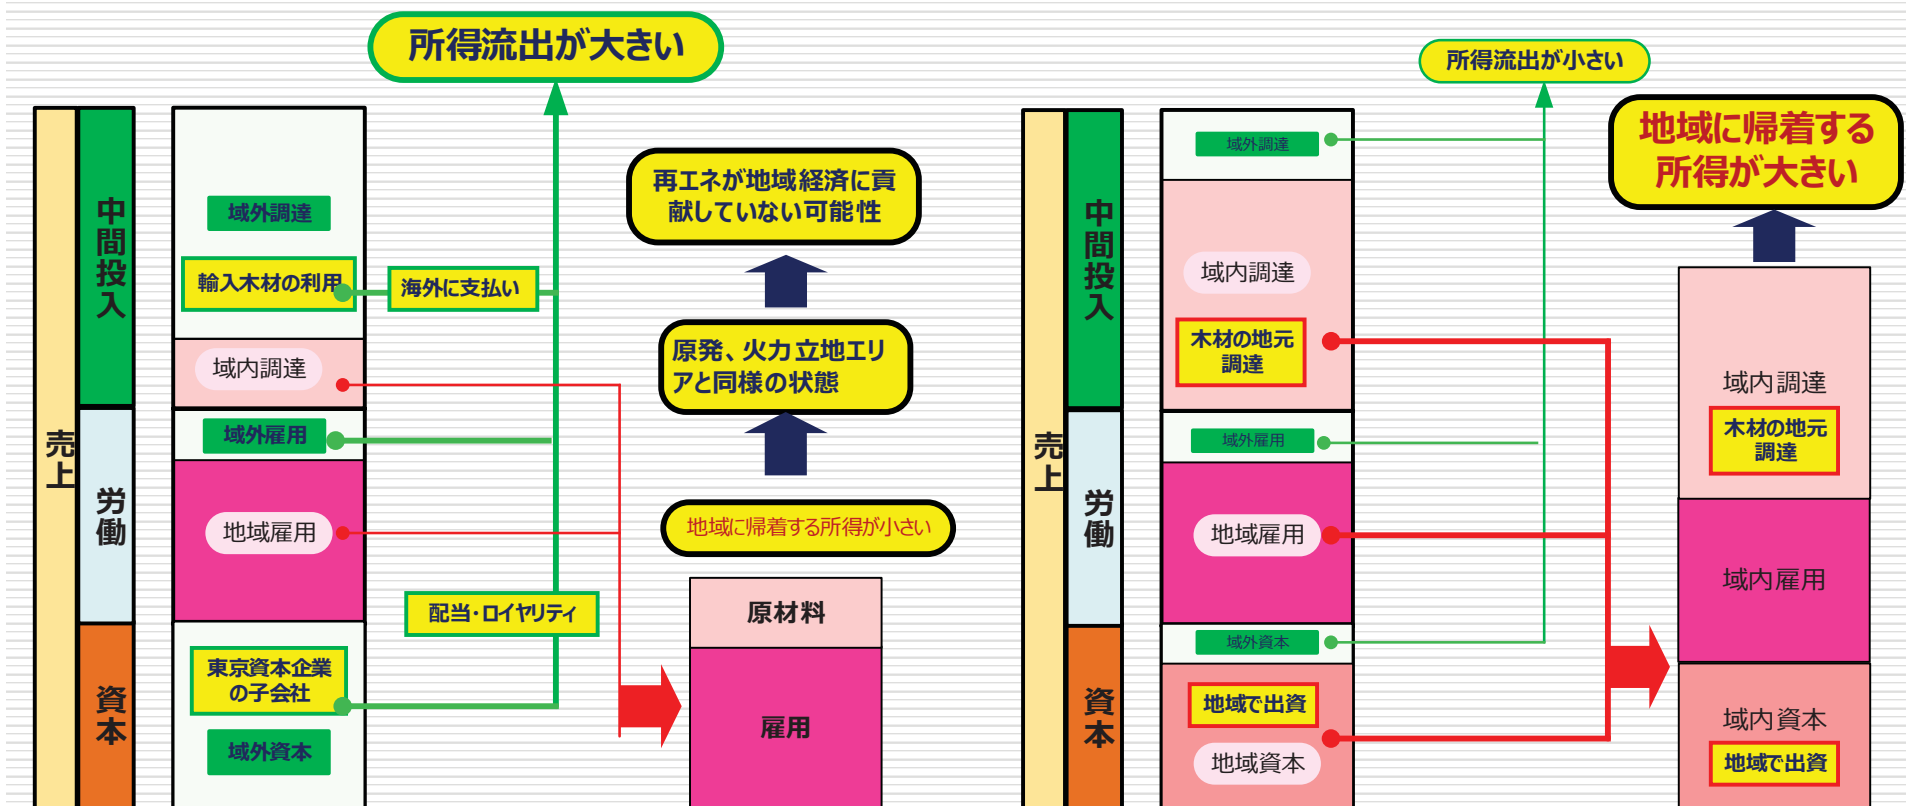 所得流出が大きい
売上
中間投入
労働
資本
域外調達
輸入木材の利用
海外に支払い
域内調達
域外雇用
地域雇用
配当・ロイヤリティ
東京資本企業
の子会社
域外資本
再エネが地域経済に貢
献していない可能性
原発、火力立地エリ
アと同様の状態
地域に帰着する所得が小さい
原材料
雇用
所得流出が小さい
売上
中間投入
労働
資本
域外調達
域内調達
木材の地元
調達
域外雇用
地域雇用
域外資本
地域で出資
地域資本
地域に帰着する
所得が大きい
域内調達
木材の地元
調達
域内雇用
域内資本
地域で出資